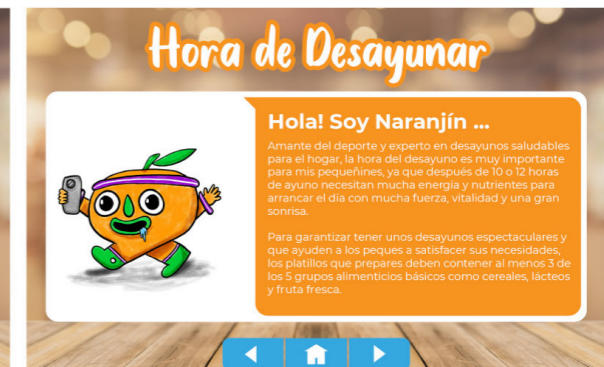 Hora de Desayunar
Hola! Soy Naranjín ...
Amante del deporte y experto en desayunos saludables
para el hogar, la hora del desayuno es muy importante
para mis pequeñines, ya que después de 10 o 12 horas
de ayuno necesitan mucha energía y nutrientes para
arrancar el día con mucha fuerza, vitalidad y una gran
sonrisa.
Para garantizar tener unos desayunos espectaculares y
que ayuden a los peques a satisfacer sus necesidades,
los platillos que prepares deben contener al menos 3 de
los 5 grupos alimenticios básicos como cereales, lácteos
y fruta fresca.